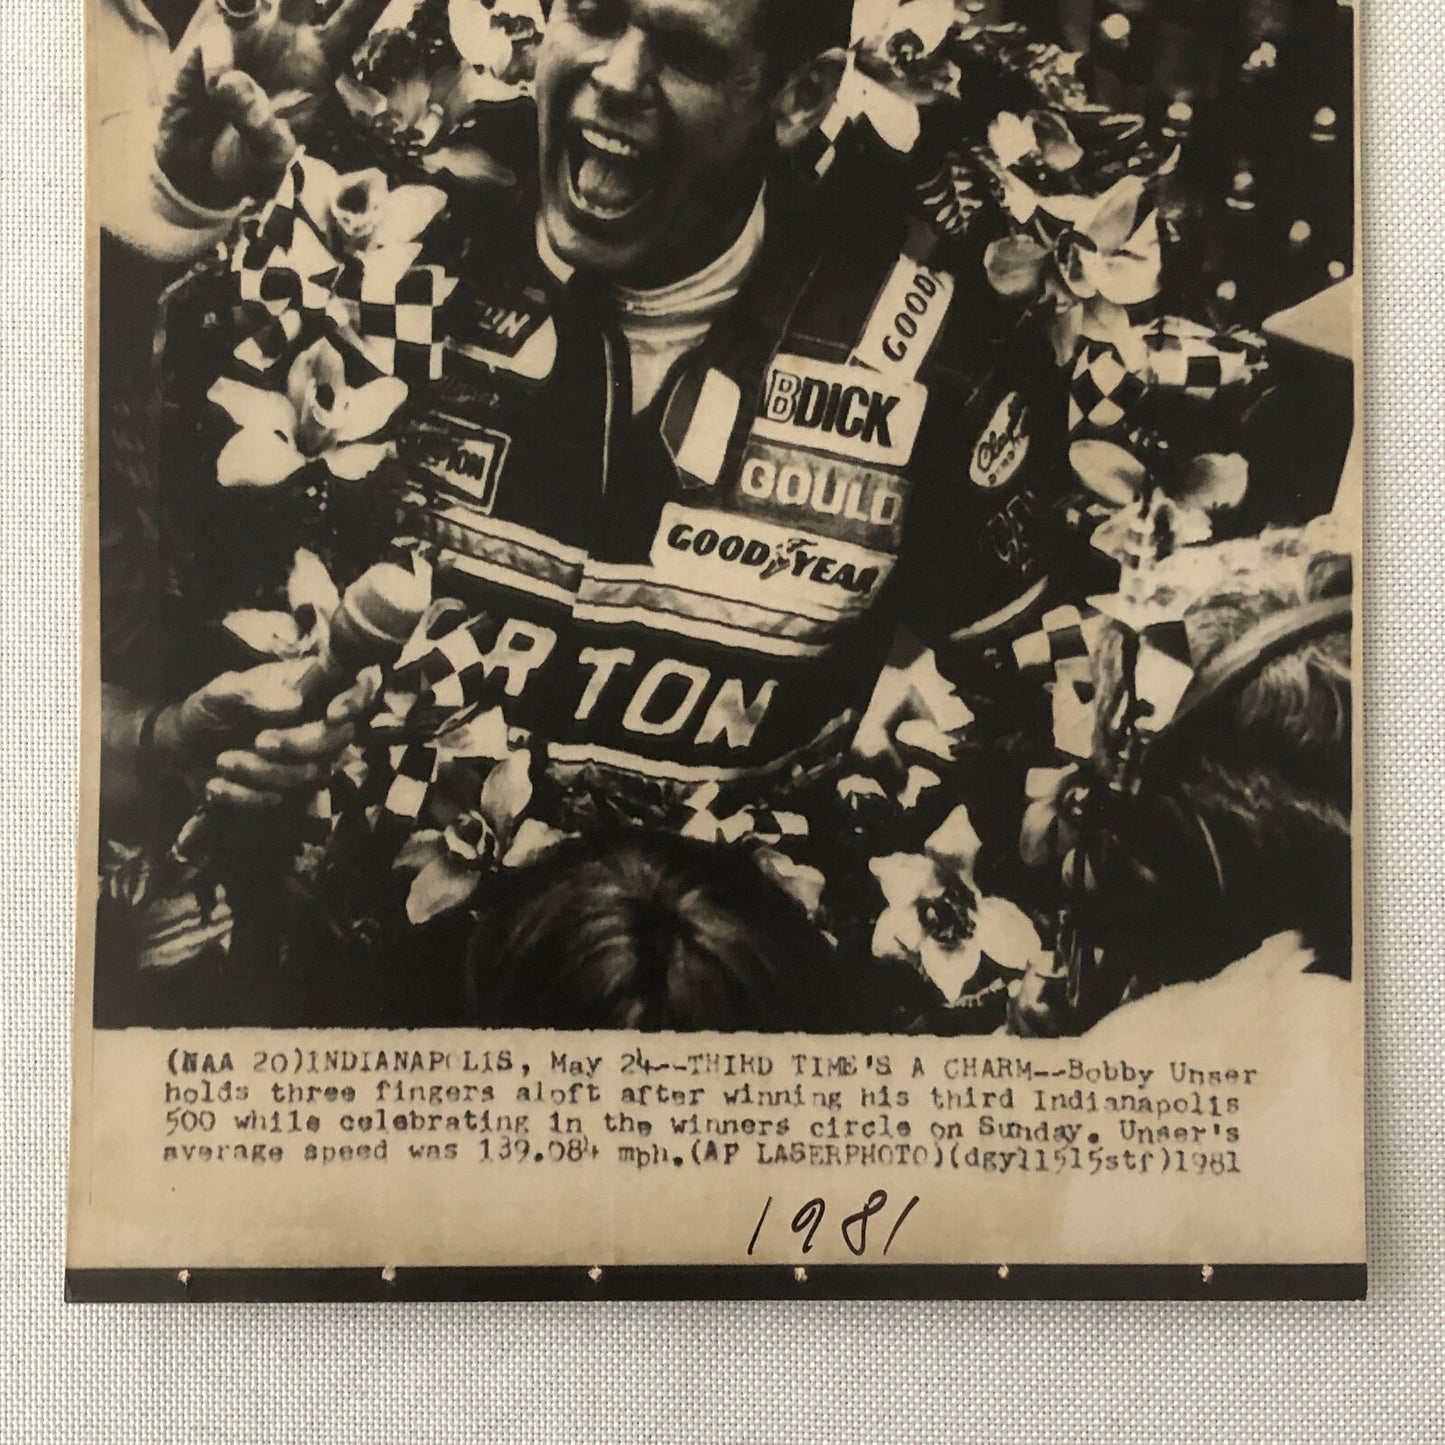 GOOD
BDICK
GOULD
GOODYEAR
RTON
(NAA 20)INDIANAPOLIS, May 24--THIRD TIME'S A CHARM--Bobby Unser
holds three fingers aloft after winning his third Indianapolis
500 while celebrating in the winners circle on Sunday. Unser's
average speed was 139.084 mph.(AP LASERPHOTO)(dgyl1515stf)1981
1981